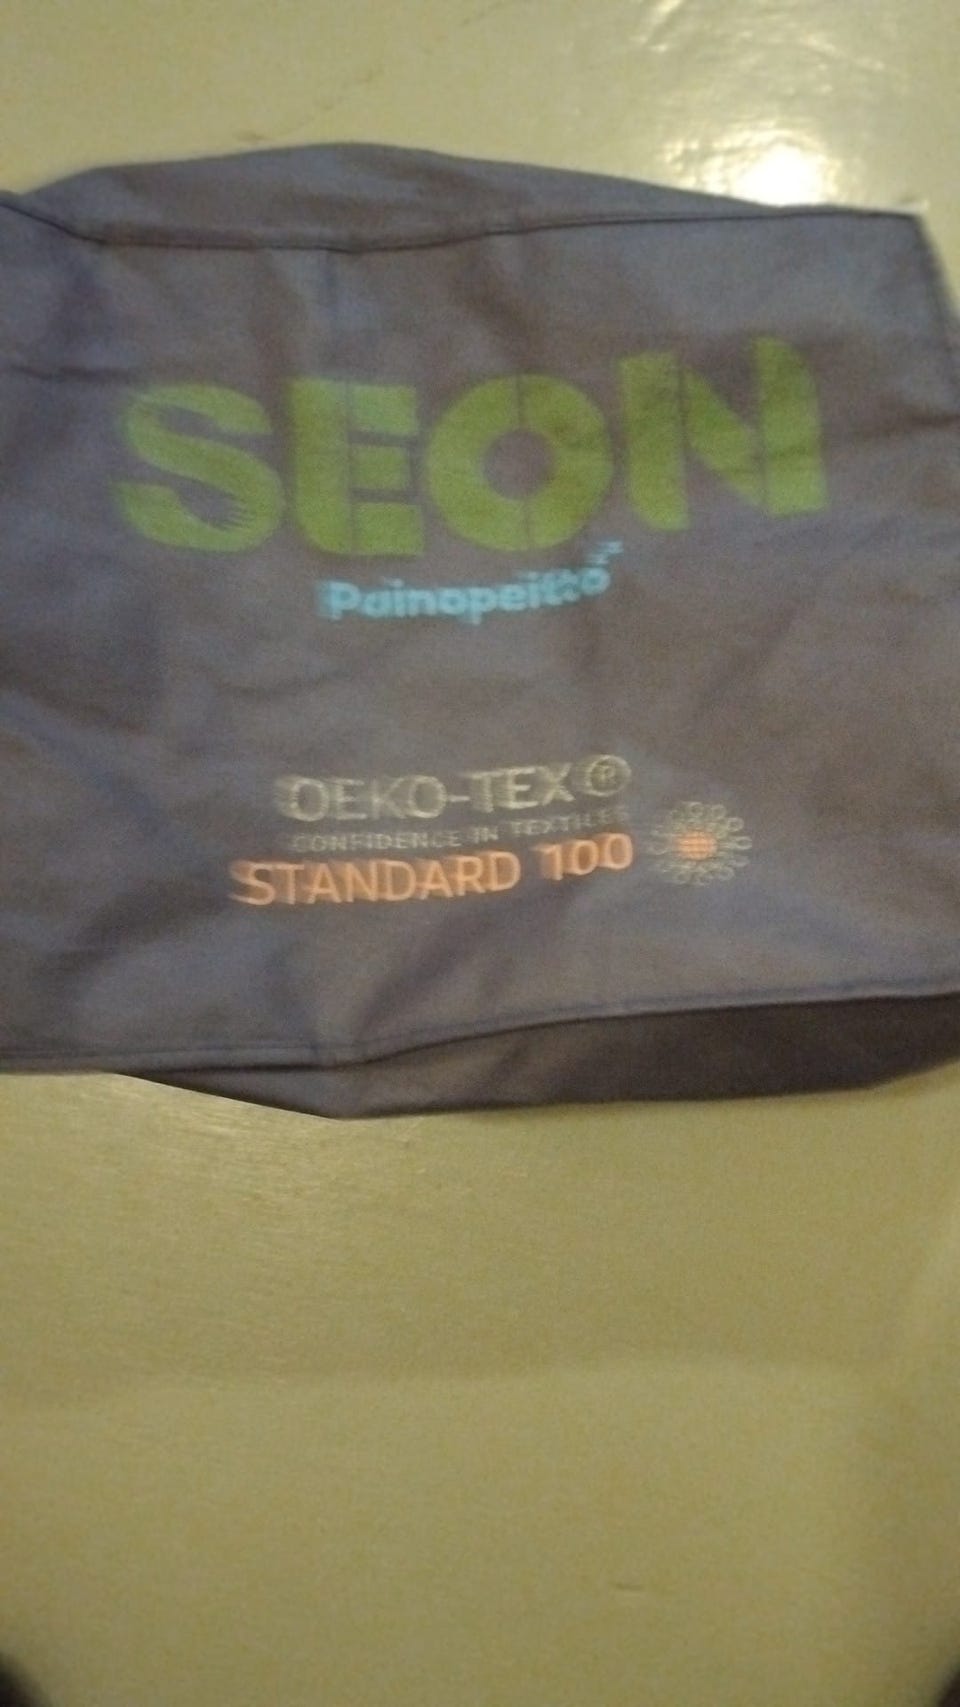 SEON
Painopeitto
OEKO-TEX®
CONFIDENCE IN TEXTILES
STANDARD 100